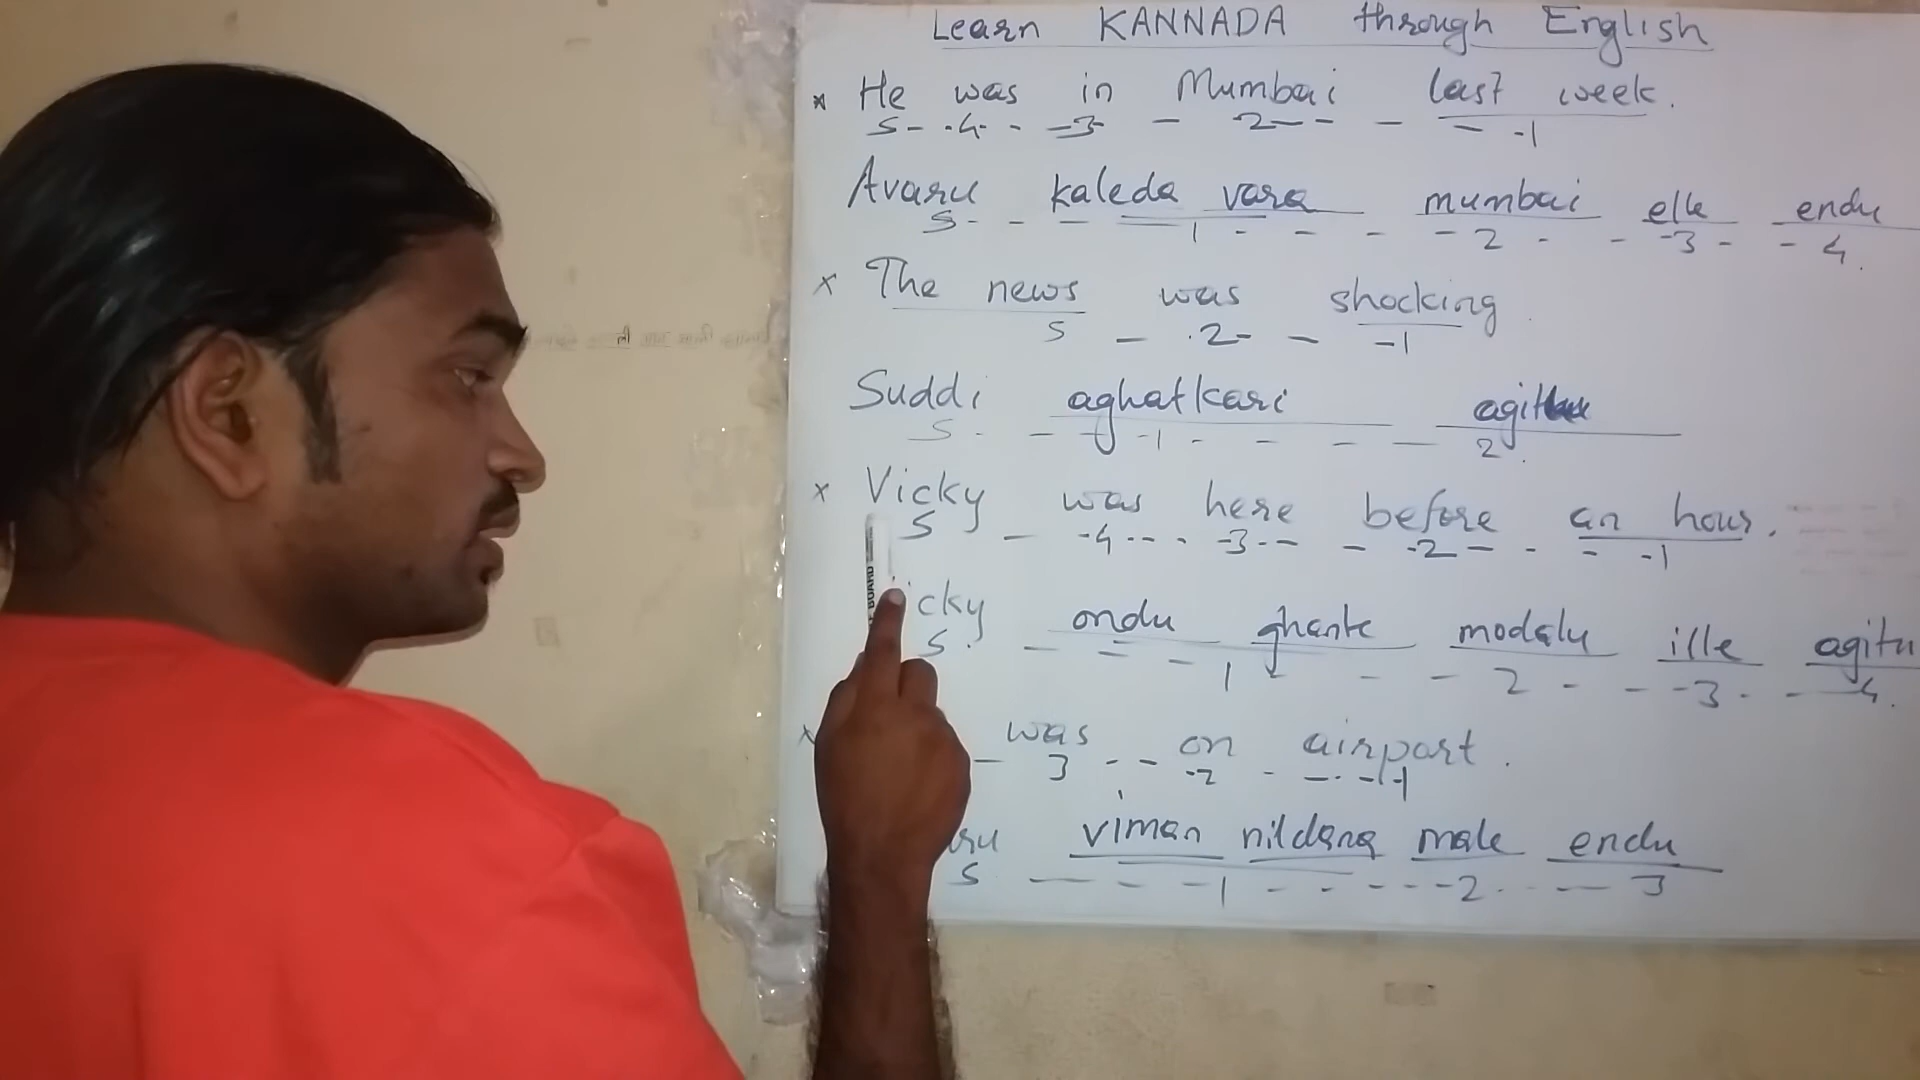 Learn KANNADA through English
* He was in Mumbai last week.
S 4 3 2 1
Avaru kaleda vara mumbai elle endu
S 1 2 3 4
x The news was shocking
S 2 1
Suddi aghatkari
S 1 2
x Vicky was here before an hour.
S 4 3 2 1
icky ondu ghante modalu ille agitu
S 1 2 3 4
x was on airport.
3 2 1
ru viman nildana male endu
S 1 2 3
BOARD